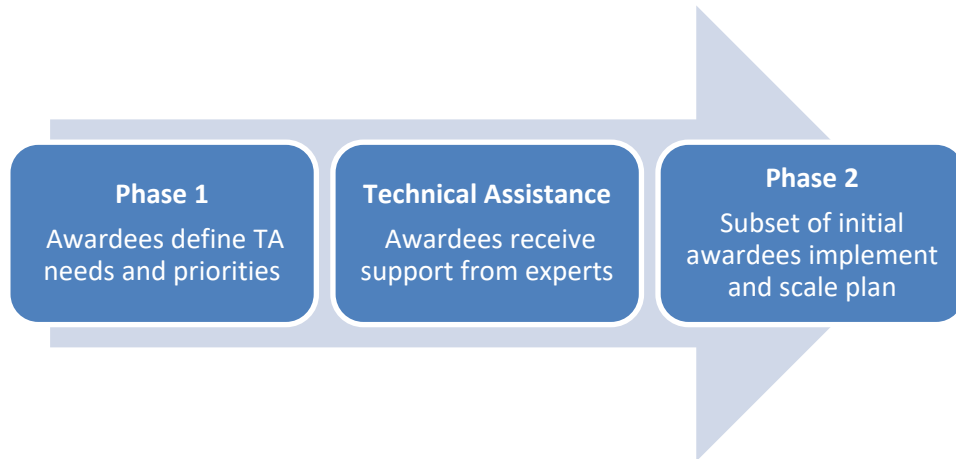 Phase 1
Awardees define TA
needs and priorities
Technical Assistance
Awardees receive
support from experts
Phase 2
Subset of initial
awardees implement
and scale plan